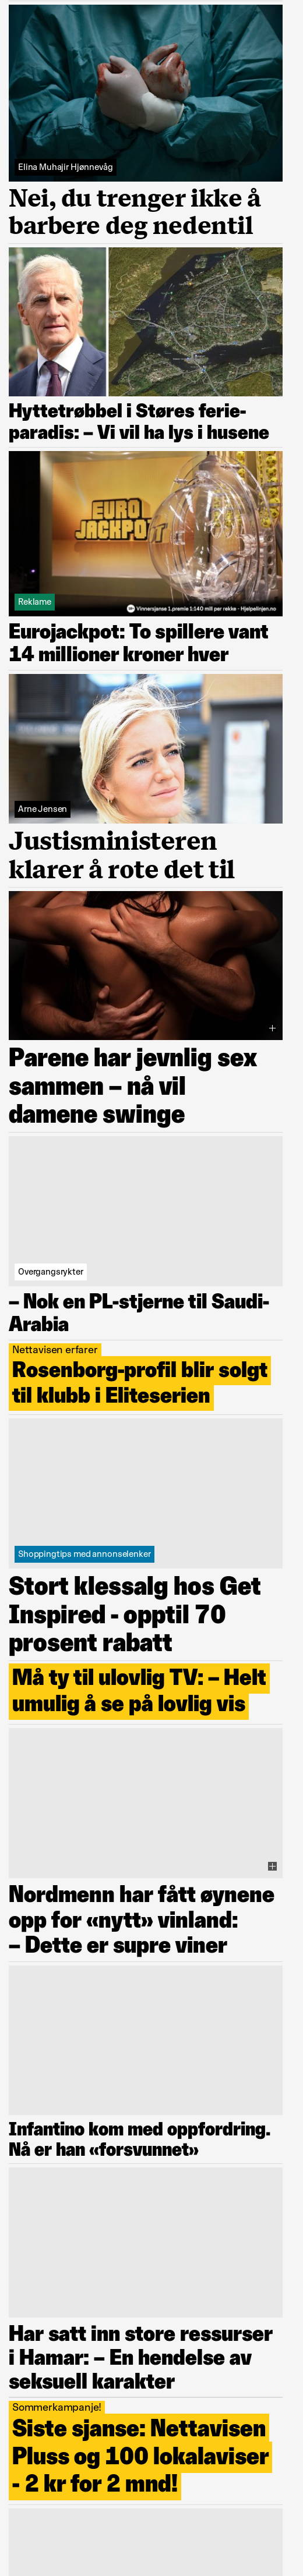 Elina Muhajir Hjønnevåg
Nei, du trenger ikke å
barbere deg nedentil
Hyttetrøbbel i Støres ferie-
paradis: – Vi vil ha lys i husene
EURO
JACKPOT
Reklame
Vinnersjanse 1.premie 1:140 mill per rekke - Hjelpelinjen.no
Eurojackpot: To spillere vant
14 millioner kroner hver
Arne Jensen
Justisministeren
klarer å rote det til
Parene har jevnlig sex
sammen – nå vil
damene swinge
Overgangsrykter
– Nok en PL-stjerne til Saudi-
Arabia
Nettavisen erfarer
Rosenborg-profil blir solgt
til klubb i Eliteserien
Shoppingtips med annonselenker
Stort klessalg hos Get
Inspired - opptil 70
prosent rabatt
Må ty til ulovlig TV: – Helt
umulig å se på lovlig vis
Nordmenn har fått øynene
opp for «nytt» vinland:
– Dette er supre viner
Infantino kom med oppfordring.
Nå er han «forsvunnet»
Har satt inn store ressurser
i Hamar: – En hendelse av
seksuell karakter
Sommerkampanje!
Siste sjanse: Nettavisen
Pluss og 100 lokalaviser
- 2 kr for 2 mnd!